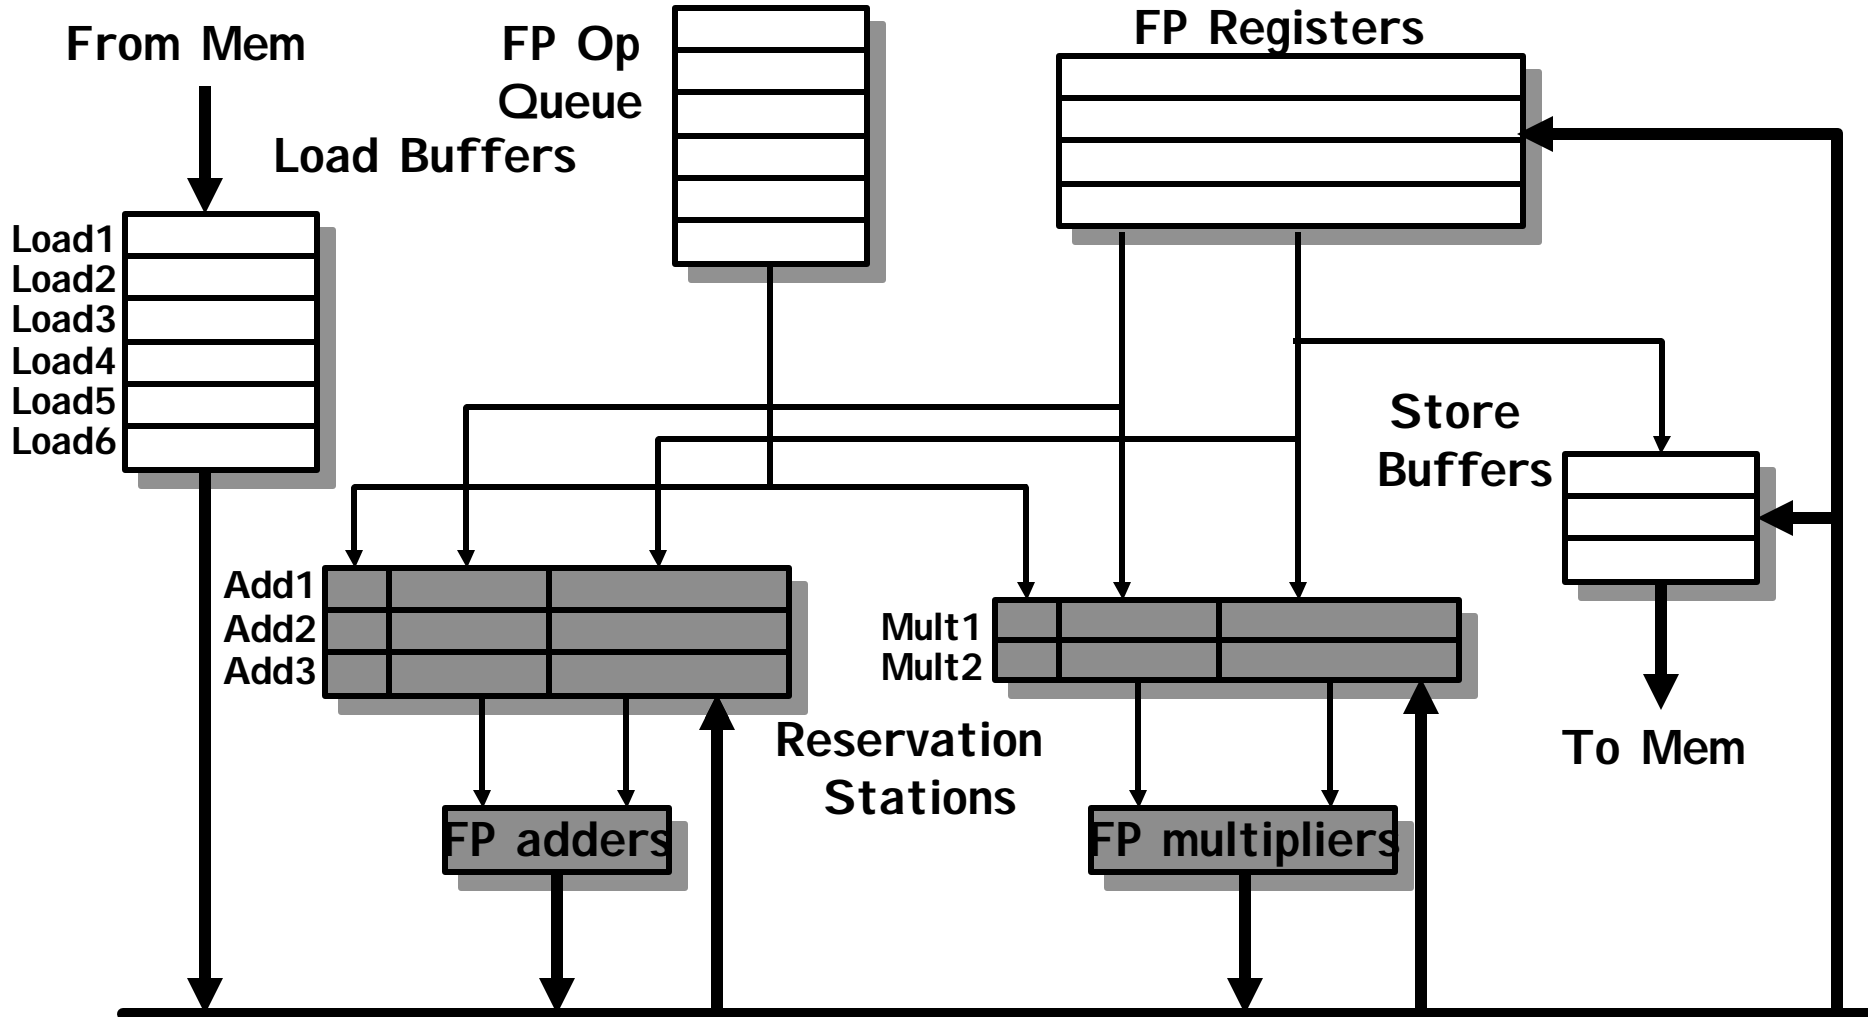 From Mem
FP Op
Queue
FP Registers
Load Buffers
Load1
Load2
Load3
Load4
Load5
Load6
Store
Buffers
Add1
Add2
Add3
Mult1
Mult2
Reservation
Stations
To Mem
FP adders
FP multipliers